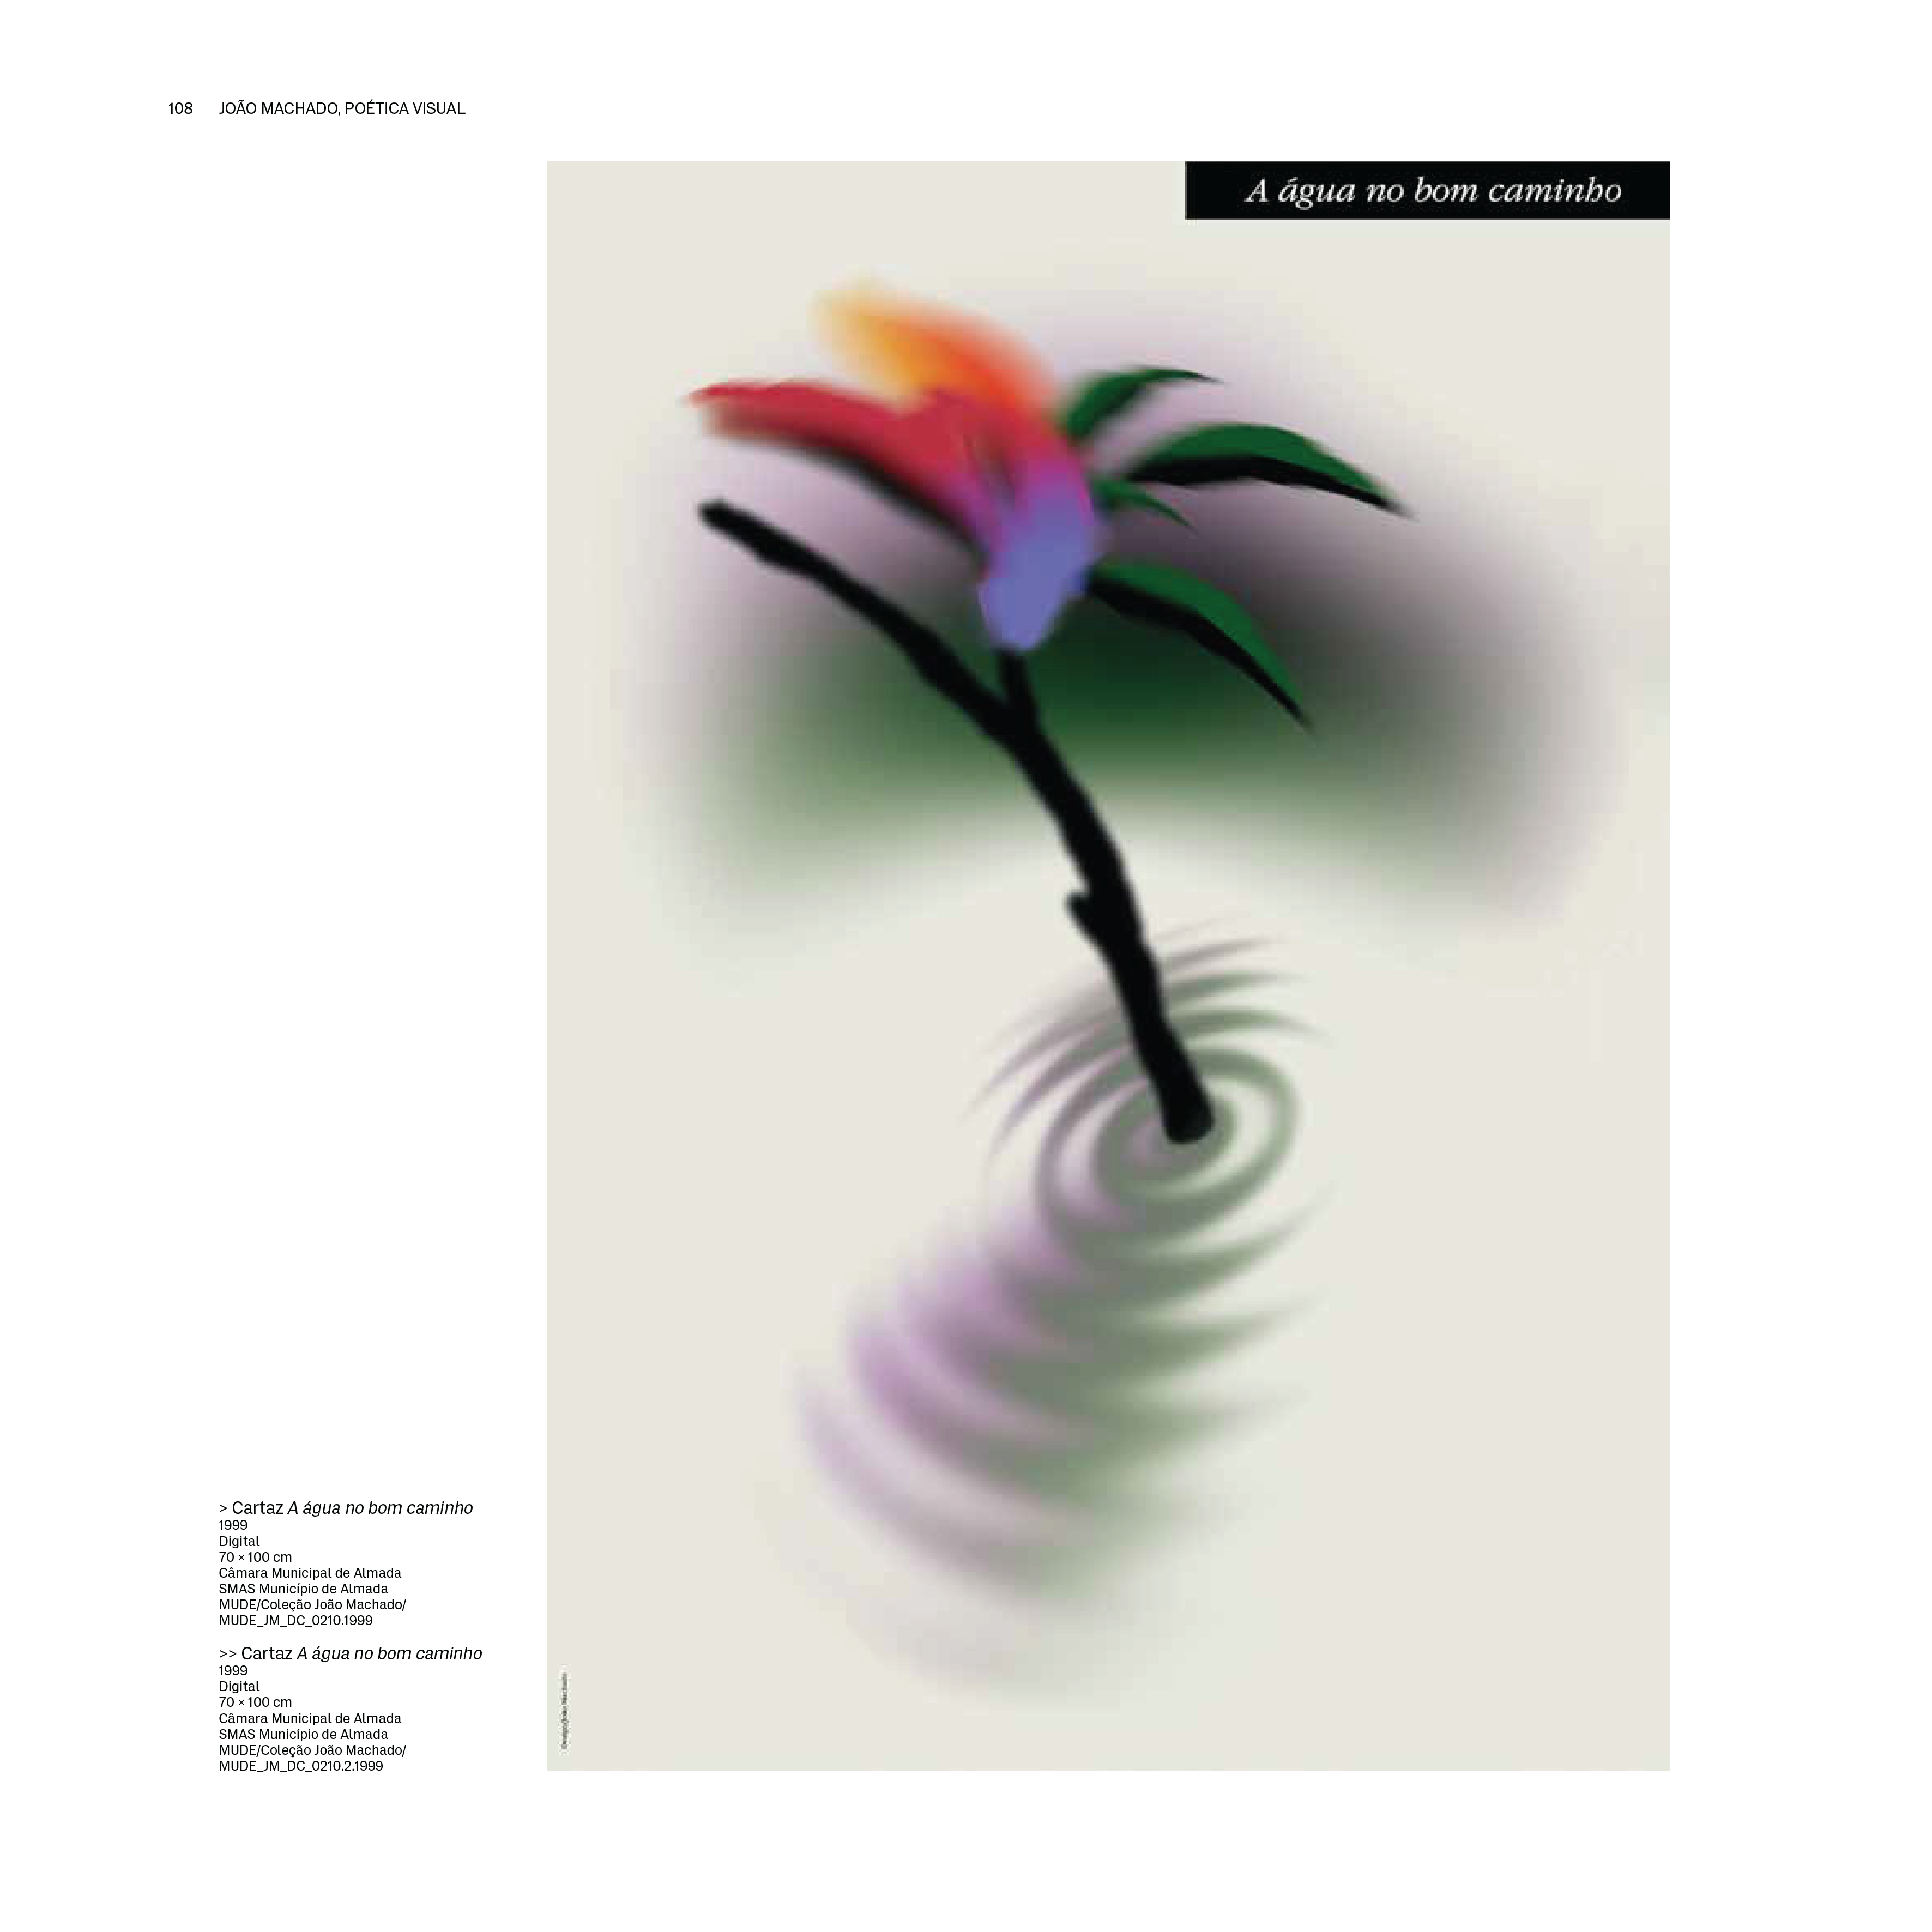 108 JOÃO MACHADO, POÉTICA VISUAL
A água no bom caminho
> Cartaz A água no bom caminho
1999
Digital
70 × 100 cm
Câmara Municipal de Almada
SMAS Município de Almada
MUDE/Coleção João Machado/
MUDE_JM_DC_0210.1999
>> Cartaz A água no bom caminho
1999
Digital
70 × 100 cm
Câmara Municipal de Almada
SMAS Município de Almada
MUDE/Coleção João Machado/
MUDE_JM_DC_0210.2.1999
Design/João Machado